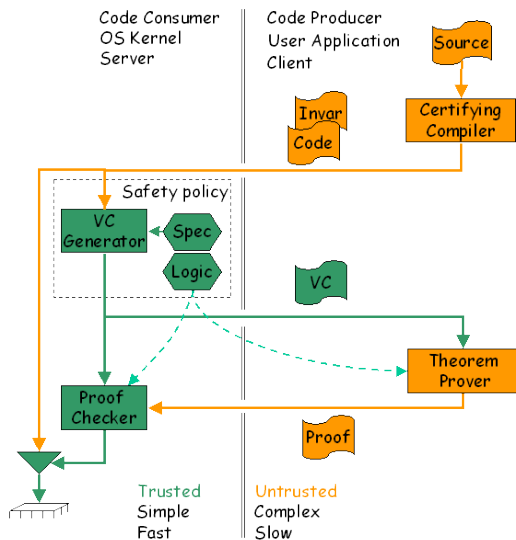 Code Consumer
OS Kernel
Server
Code Producer
User Application
Client
Source
Invar
Code
Certifying
Compiler
Safety policy
VC
Generator
Spec
Logic
VC
Theorem
Prover
Proof
Checker
Proof
Trusted
Simple
Fast
Untrusted
Complex
Slow